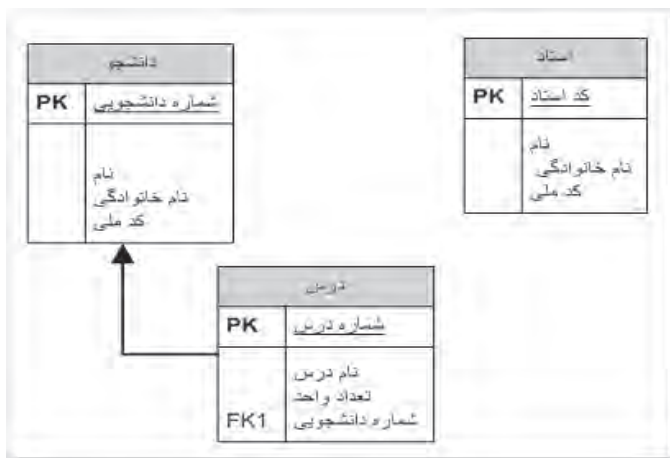 دانشجو
PK شماره دانشجویی
نام
نام خانوادگی
کد ملی
استاد
PK کد استاد
نام
نام خانوادگی
کد ملی
درس
PK شماره درس
نام درس
تعداد واحد
FK1 شماره دانشجویی